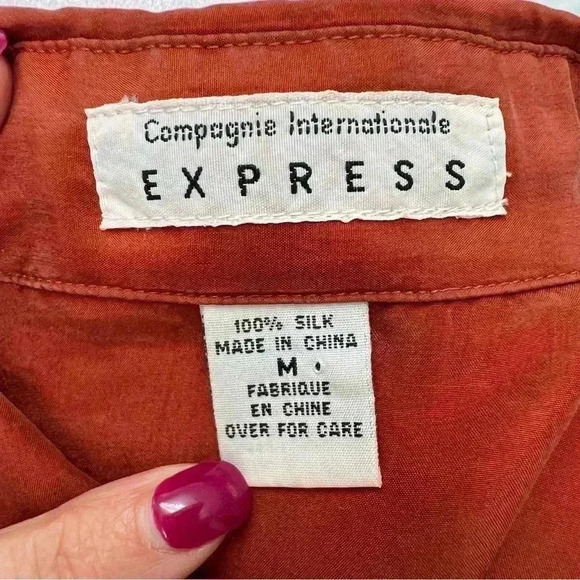 Compagnie Internationale
EXPRESS
100% SILK
MADE IN CHINA
M
FABRIQUE
EN CHINE
OVER FOR CARE